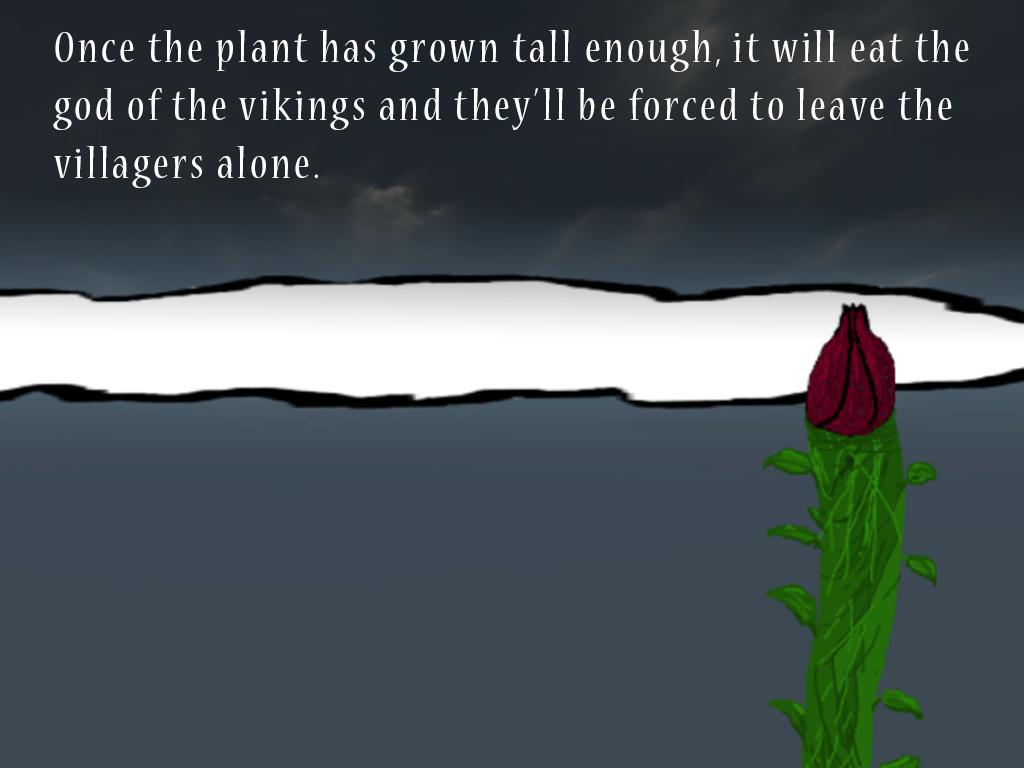 Once the plant has grown tall enough, it will eat the
god of the vikings and they'll be forced to leave the
villagers alone.